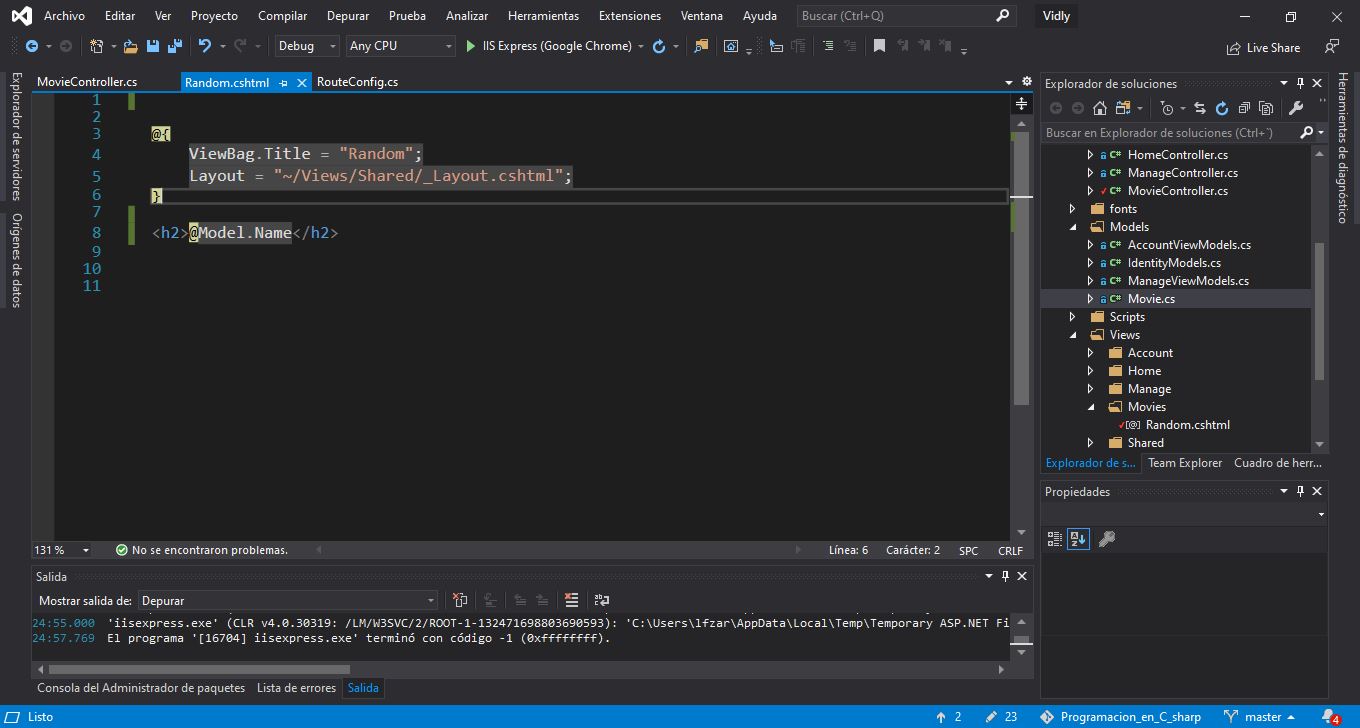 Archivo Editar Ver Proyecto Compilar Depurar Prueba Analizar Herramientas Extensiones Ventana Ayuda Buscar (Ctrl+Q) Vidly
Debug Any CPU IIS Express (Google Chrome) Live Share
Explorador de servidores
Orígenes de datos
MovieController.cs Random.cshtml RouteConfig.cs
1
2
3 @{
4 ViewBag.Title = "Random";
5 Layout = "~/Views/Shared/_Layout.cshtml";
6 }
7
8 <h2>@Model.Name</h2>
9
10
11
131 % No se encontraron problemas. Línea: 6 Carácter: 2 SPC CRLF
Salida
Mostrar salida de: Depurar
24:55.000 'iisexpress.exe' (CLR v4.0.30319: /LM/W3SVC/2/ROOT-1-132471698803690593): 'C:\Users\lfzar\AppData\Local\Temp\Temporary ASP.NET Fi
24:57.769 El programa '[16704] iisexpress.exe' terminó con código -1 (0xffffffff).
Consola del Administrador de paquetes Lista de errores Salida
Explorador de soluciones
Buscar en Explorador de soluciones (Ctrl+´)
C# HomeController.cs
C# ManageController.cs
C# MovieController.cs
fonts
Models
C# AccountViewModels.cs
C# IdentityModels.cs
C# ManageViewModels.cs
C# Movie.cs
Scripts
Views
Account
Home
Manage
Movies
[@] Random.cshtml
Shared
Explorador de s... Team Explorer Cuadro de herr...
Propiedades
Herramientas de diagnóstico
Listo 2 23 Programacion_en_C_sharp master 4